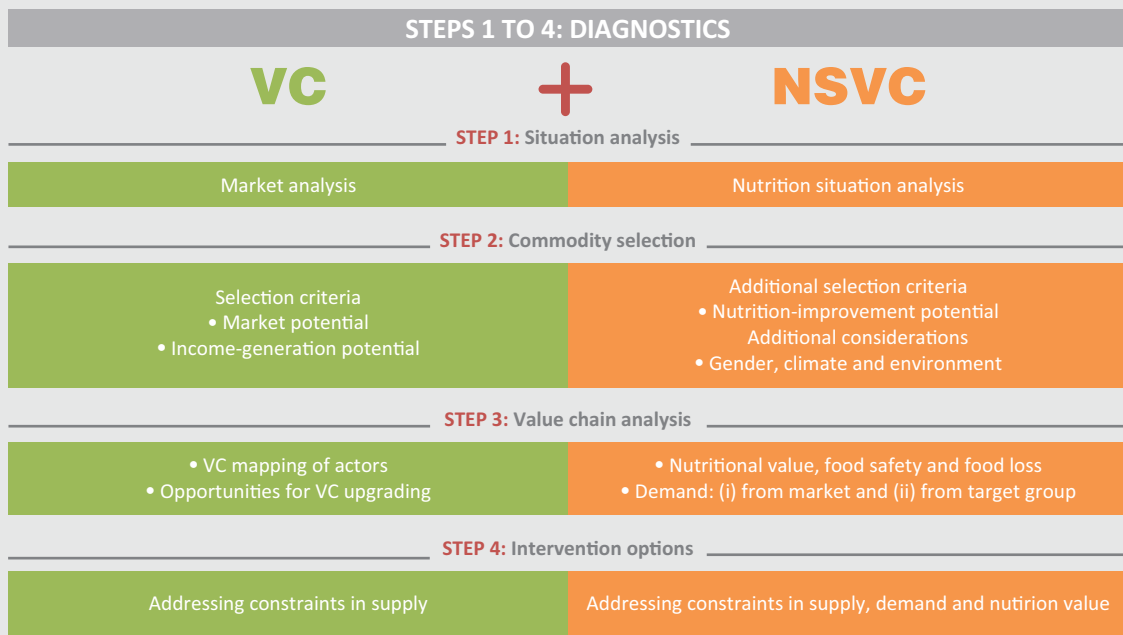 STEPS 1 TO 4: DIAGNOSTICS
VC + NSVC
STEP 1: Situation analysis
Market analysis
Nutrition situation analysis
STEP 2: Commodity selection
Selection criteria
• Market potential
• Income-generation potential
Additional selection criteria
• Nutrition-improvement potential
Additional considerations
• Gender, climate and environment
STEP 3: Value chain analysis
• VC mapping of actors
• Opportunities for VC upgrading
• Nutritional value, food safety and food loss
• Demand: (i) from market and (ii) from target group
STEP 4: Intervention options
Addressing constraints in supply
Addressing constraints in supply, demand and nutirion value